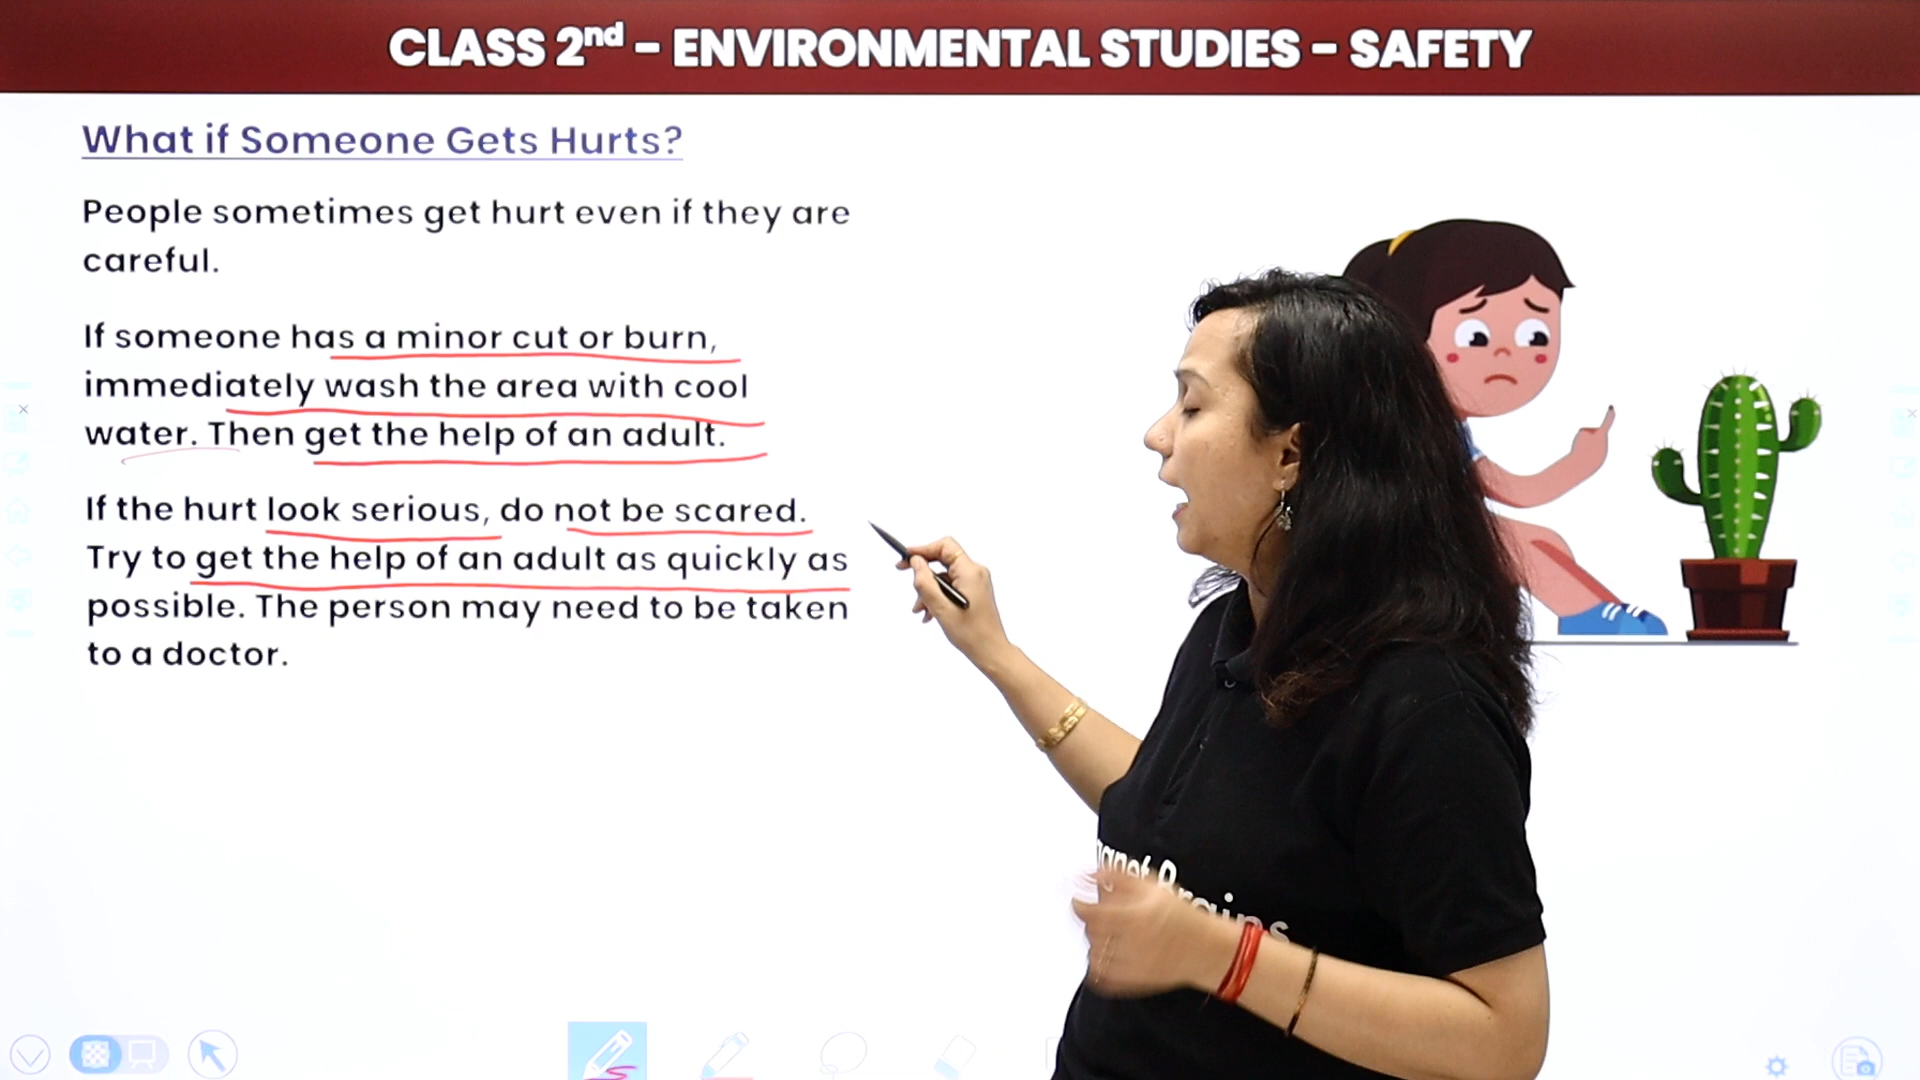 CLASS 2nd – ENVIRONMENTAL STUDIES – SAFETY
What if Someone Gets Hurts?
People sometimes get hurt even if they are
careful.
If someone has a minor cut or burn,
immediately wash the area with cool
water. Then get the help of an adult.
If the hurt look serious, do not be scared.
Try to get the help of an adult as quickly as
possible. The person may need to be taken
to a doctor.
Brains